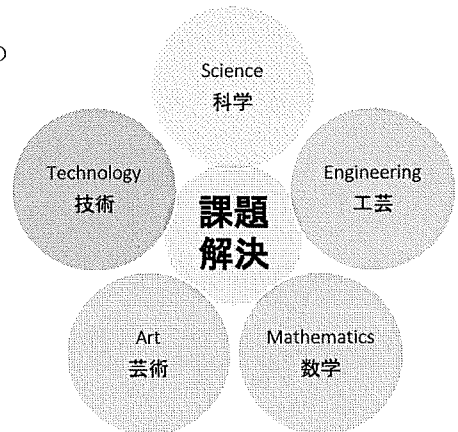 の
Science
科学
Technology
技術
Engineering
工芸
課題
解決
Art
芸術
Mathematics
数学